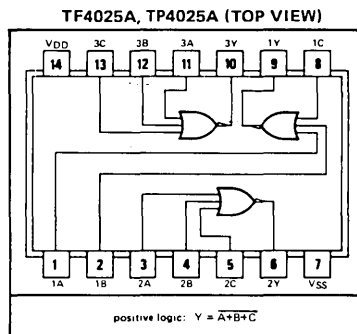 TF4025A, TP4025A (TOP VIEW)
VDD 3C 3B 3A 3Y 1Y 1C
14 13 12 11 10 9 8
1 2 3 4 5 6 7
1A 1B 2A 2B 2C 2Y VSS
positive logic: Y = \overline{A+B+C}